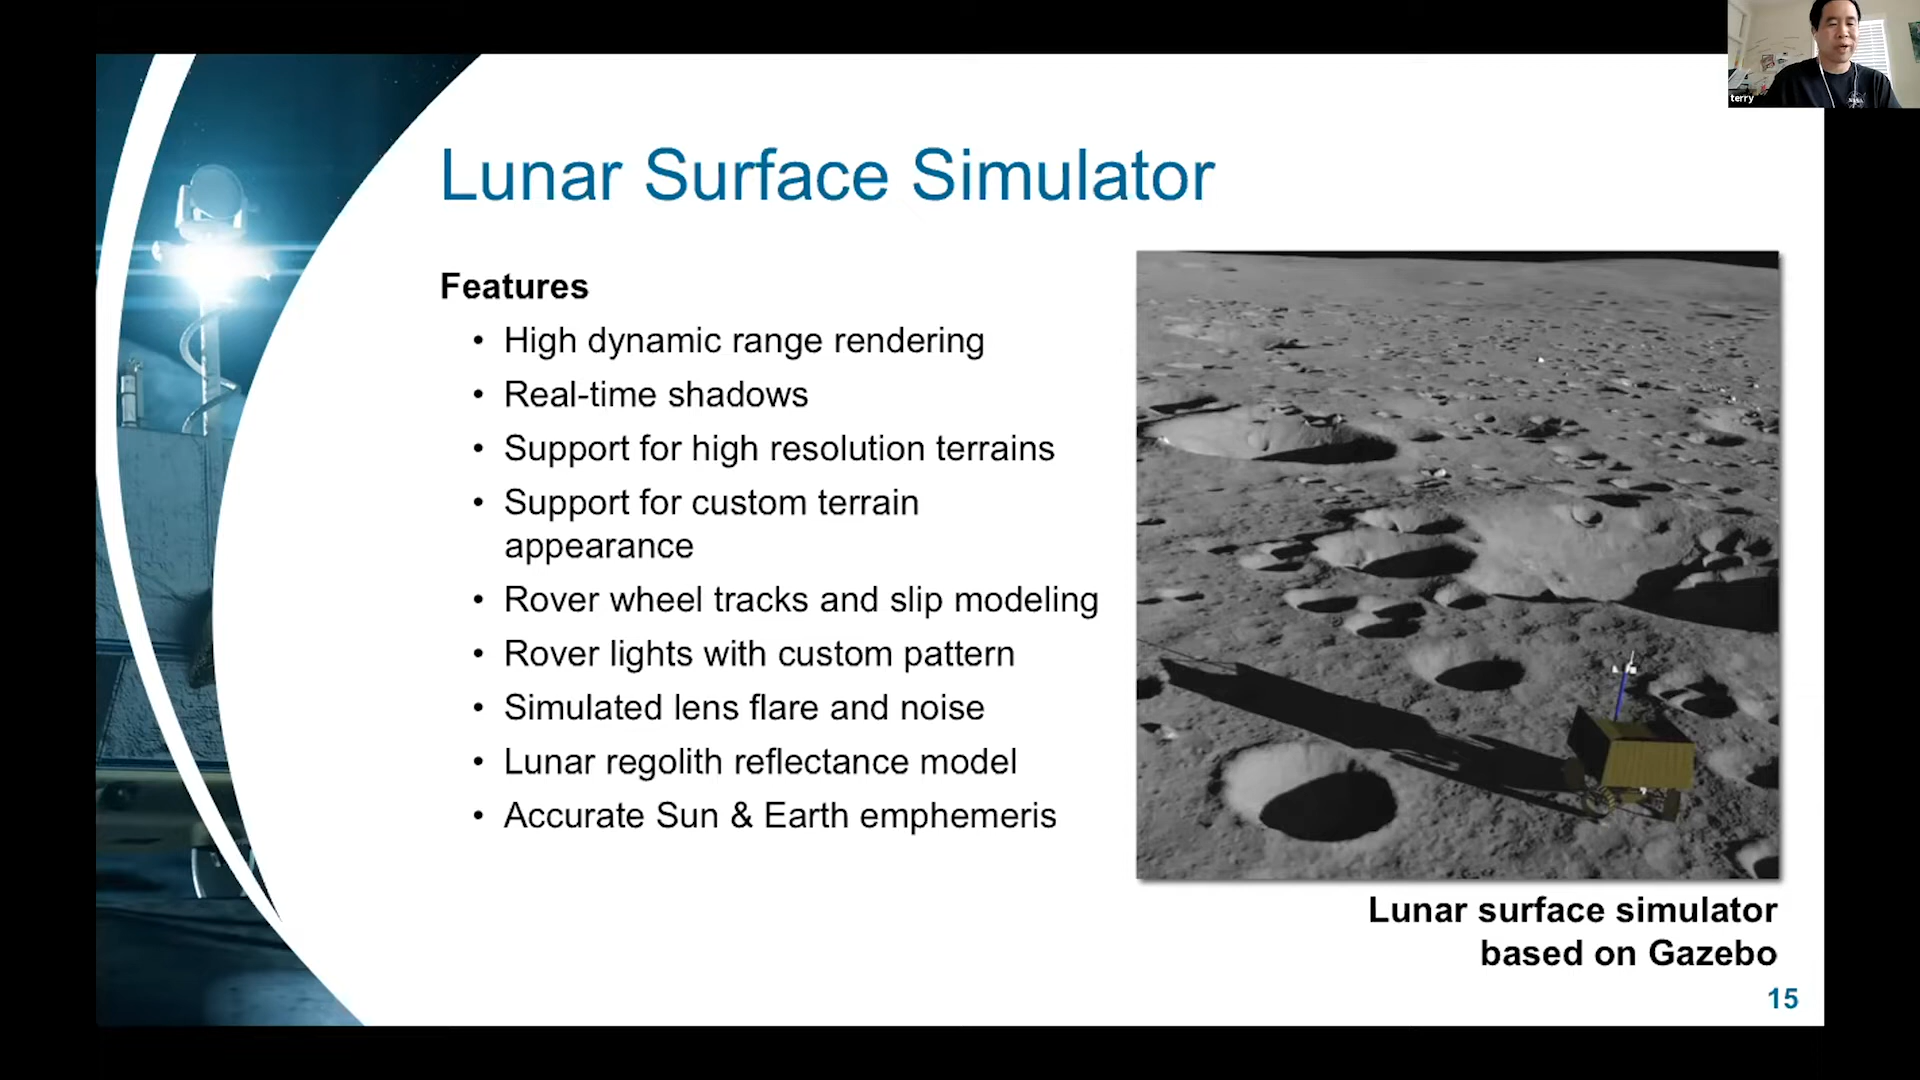 terry
Lunar Surface Simulator
Features
• High dynamic range rendering
• Real-time shadows
• Support for high resolution terrains
• Support for custom terrain
appearance
• Rover wheel tracks and slip modeling
• Rover lights with custom pattern
• Simulated lens flare and noise
• Lunar regolith reflectance model
• Accurate Sun & Earth emphemeris
Lunar surface simulator
based on Gazebo
15